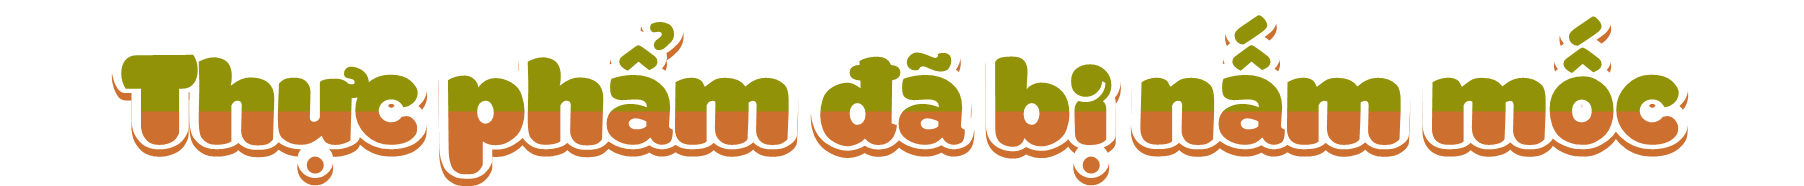 Thực phẩm đã bị nấm mốc